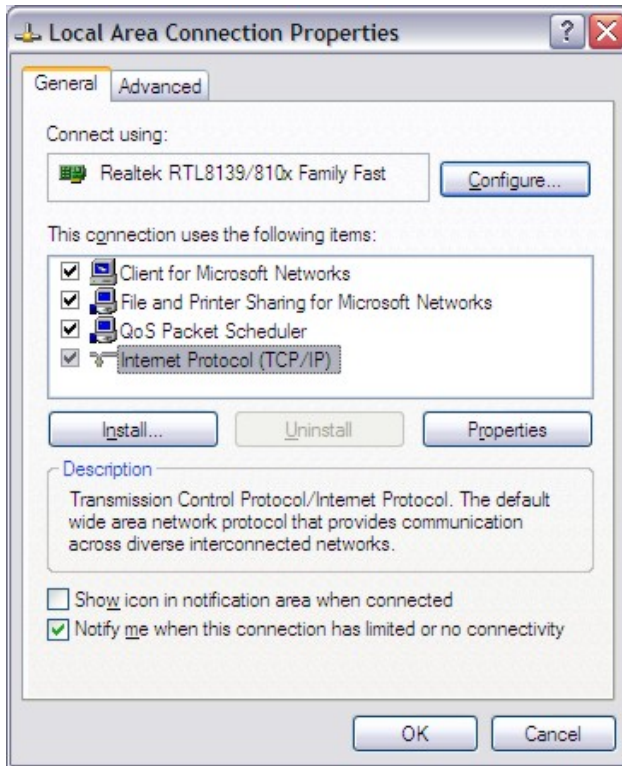 Local Area Connection Properties
General
Advanced
Connect using:
Realtek RTL8139/810x Family Fast
Configure...
This connection uses the following items:
Client for Microsoft Networks
File and Printer Sharing for Microsoft Networks
QoS Packet Scheduler
Internet Protocol (TCP/IP)
Install...
Uninstall
Properties
Description
Transmission Control Protocol/Internet Protocol. The default
wide area network protocol that provides communication
across diverse interconnected networks.
Show icon in notification area when connected
Notify me when this connection has limited or no connectivity
OK
Cancel